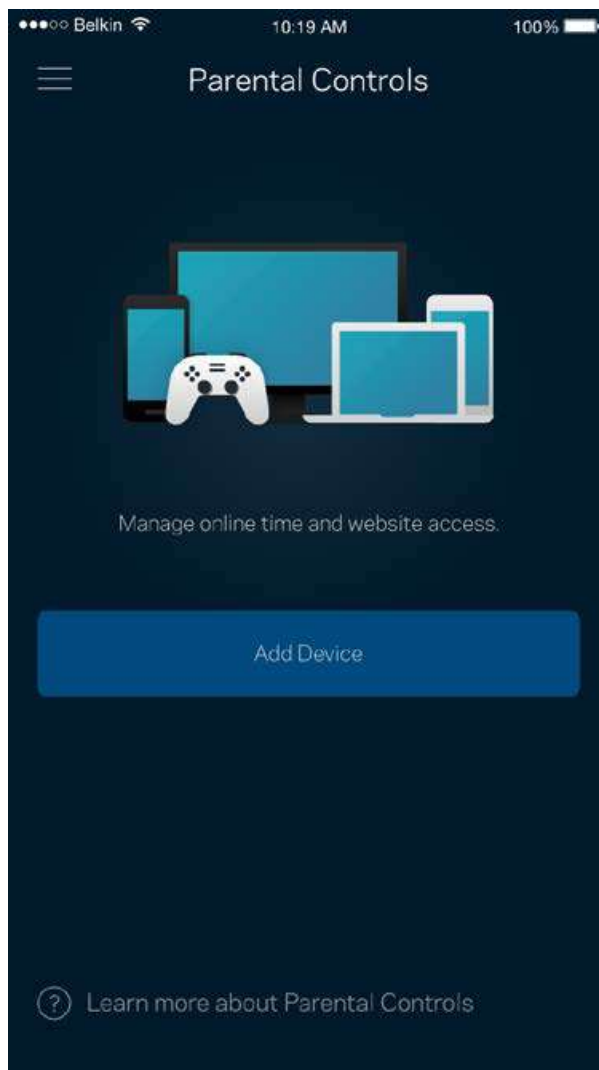 Belkin 10:19 AM 100%
Parental Controls
Manage online time and website access.
Add Device
? Learn more about Parental Controls